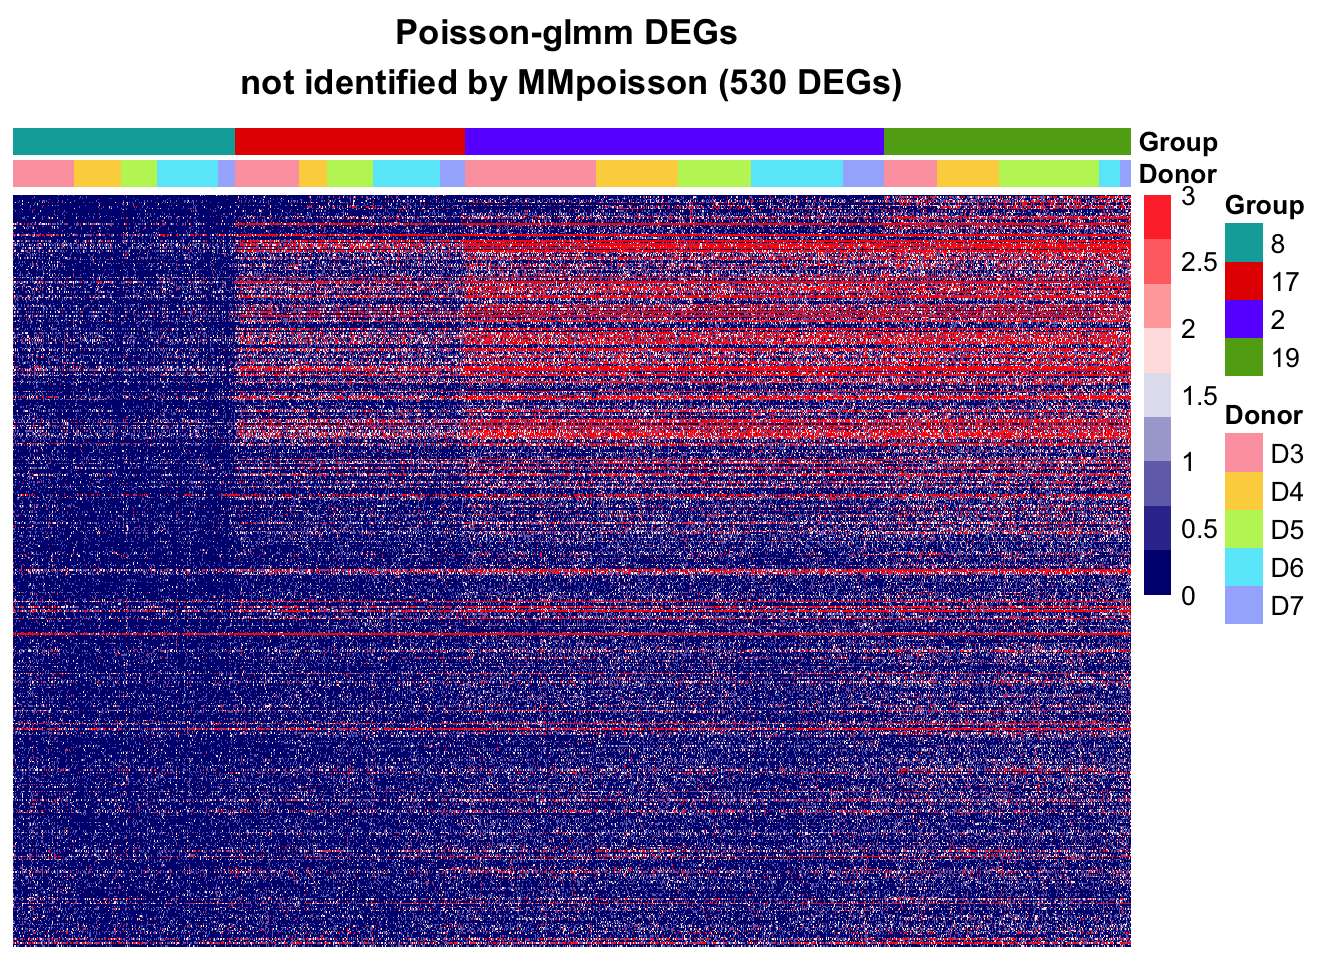 Poisson-glmm DEGs
not identified by MMpoisson (530 DEGs)
Group
Donor
3
2.5
2
1.5
1
0.5
0
Group
8
17
2
19
Donor
D3
D4
D5
D6
D7